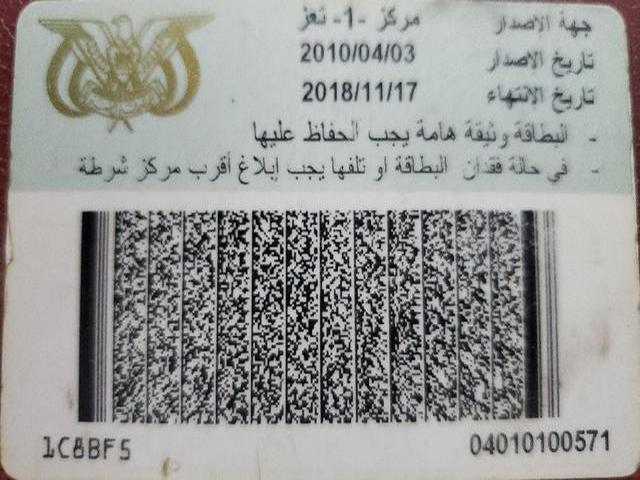 جهة الاصدار مركز -1- تعز
تاريخ الاصدار 2010/04/03
تاريخ الانتهاء 2018/11/17
- البطاقة وثيقة هامة يجب الحفاظ عليها
- في حالة فقدان البطاقة او تلفها يجب إبلاغ أقرب مركز شرطة
1C8BF5
04010100571